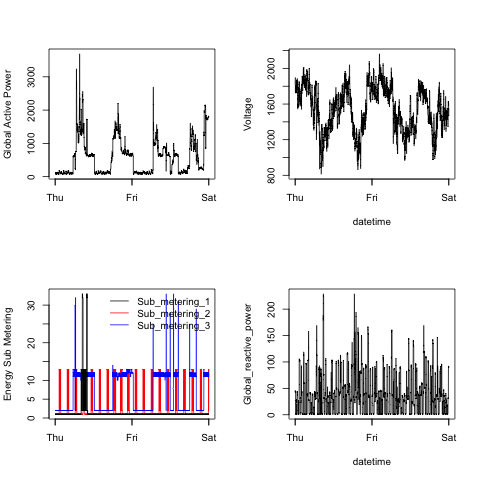 Global Active Power
3000
2000
1000
0
Thu Fri Sat
Voltage
2000
1600
1200
800
Thu Fri Sat
datetime
Energy Sub Metering
30
20
10
5
0
Thu Fri Sat
Sub_metering_1
Sub_metering_2
Sub_metering_3
Global_reactive_power
200
150
100
50
0
Thu Fri Sat
datetime